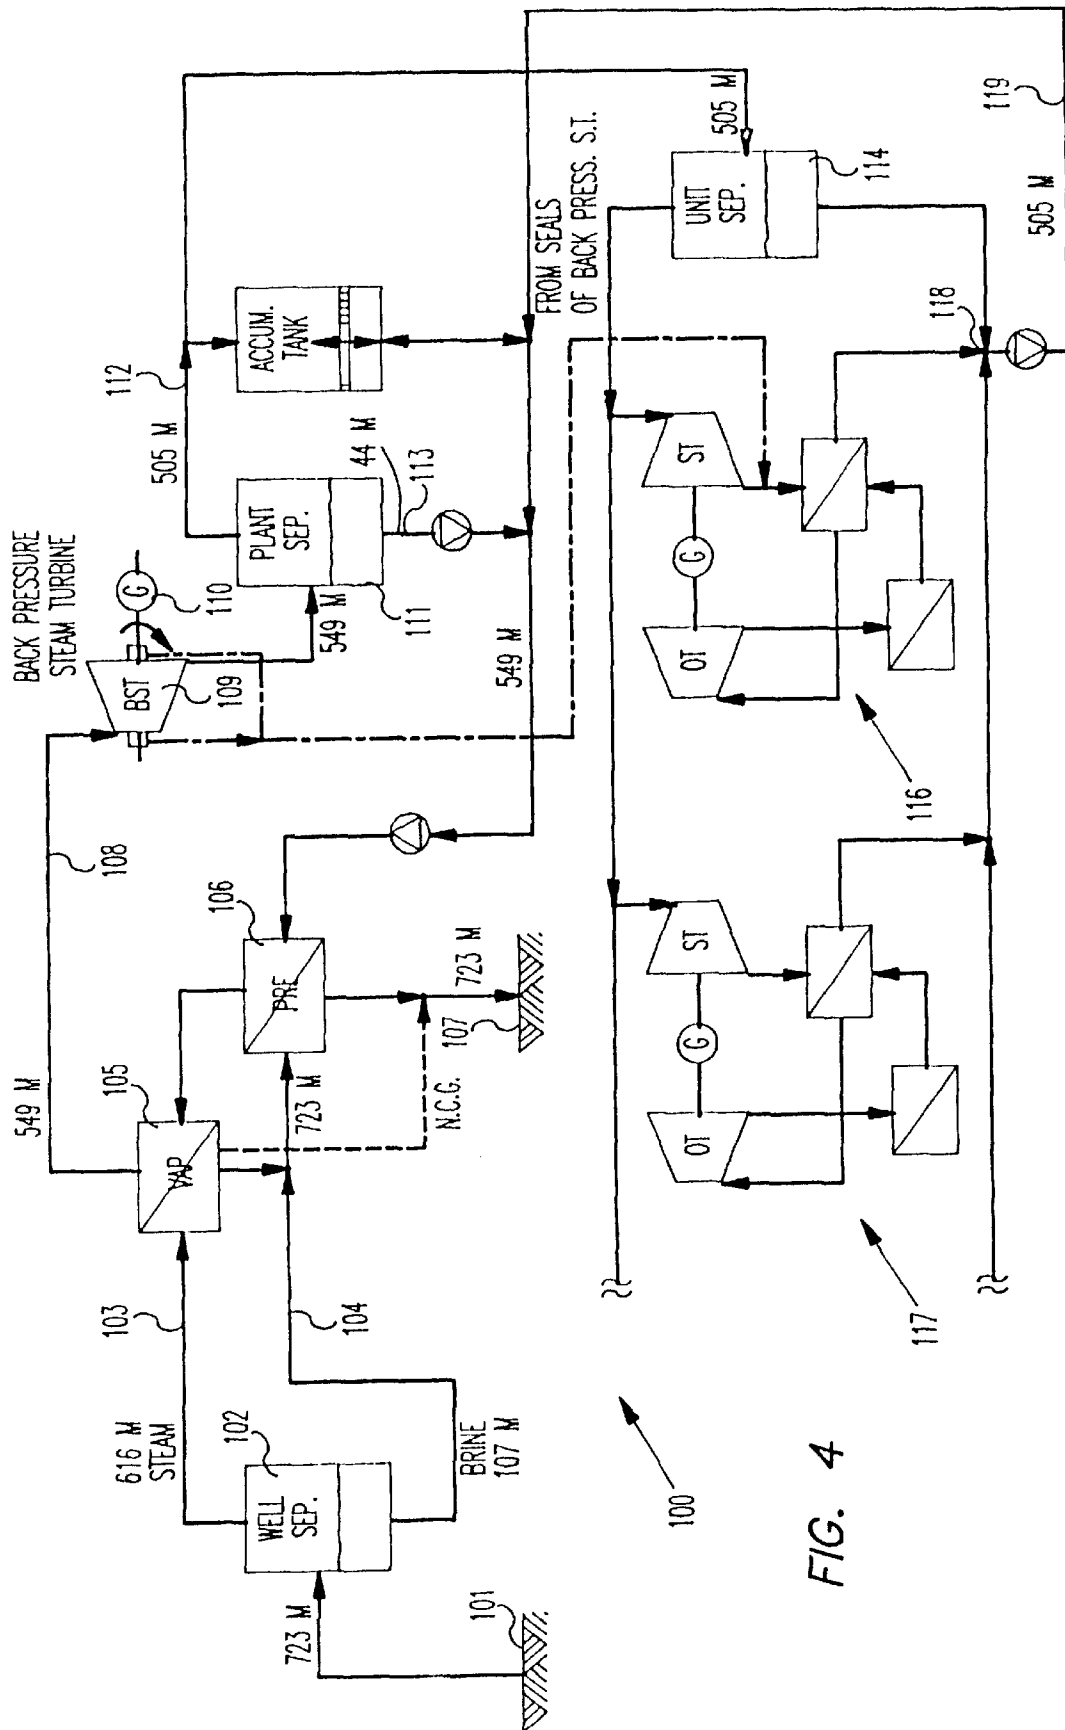 723 M
101
WELL
SEP.
102
616 M
STEAM
103
BRINE
107 M
104
VAP
105
549 M
108
723 M
N.C.G.
PRE
106
723 M
107
BACK PRESSURE
STEAM TURBINE
BST
109
G
110
549 M
PLANT
SEP.
111
505 M
112
44 M
113
549 M
ACCUM.
TANK
FROM SEALS
OF BACK PRESS. S.T.
505 M
UNIT
SEP.
114
ST
G
OT
116
ST
G
OT
117
118
505 M
119
100
FIG. 4